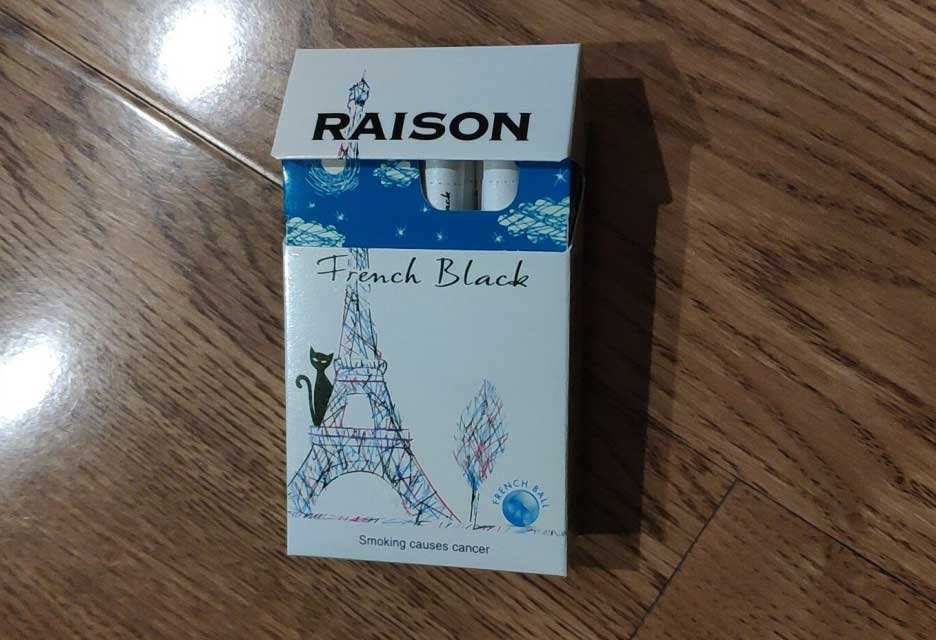 RAISON
French Black
FRENCH BALL
Smoking causes cancer